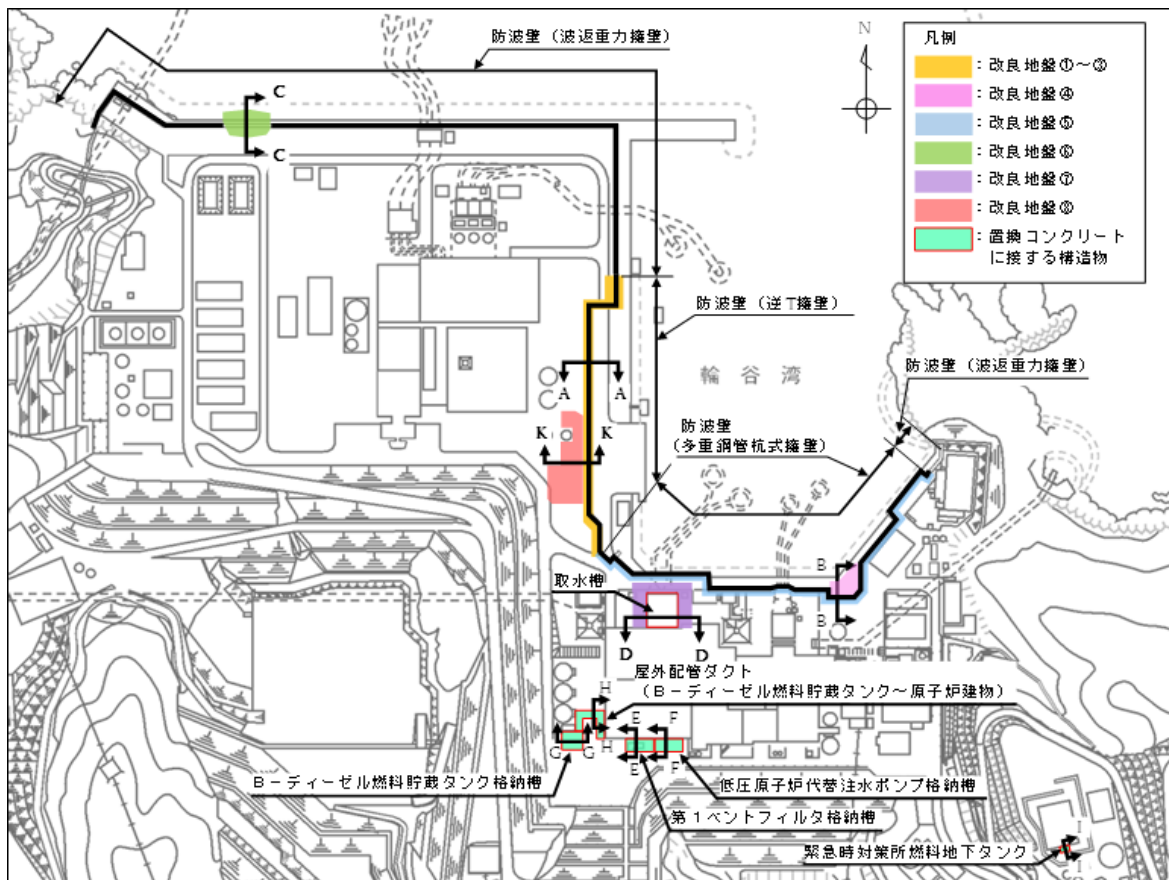 防波壁（波返重力擁壁）
N
凡例
：改良地盤①～③
：改良地盤④
：改良地盤⑤
：改良地盤⑥
：改良地盤⑦
：改良地盤⑧
：置換コンクリート
に接する構造物
C
C
防波壁（逆T擁壁）
輪谷湾
防波壁（波返重力擁壁）
A
A
K
K
防波壁
（多重鋼管杭式擁壁）
B
B
取水槽
D
D
屋外配管ダクト
（B－ディーゼル燃料貯蔵タンク～原子炉建物）
H
H
E
F
G
G
E
F
B－ディーゼル燃料貯蔵タンク格納槽
低圧原子炉代替注水ポンプ格納槽
第1ベントフィルタ格納槽
緊急時対策所燃料地下タンク
I
I